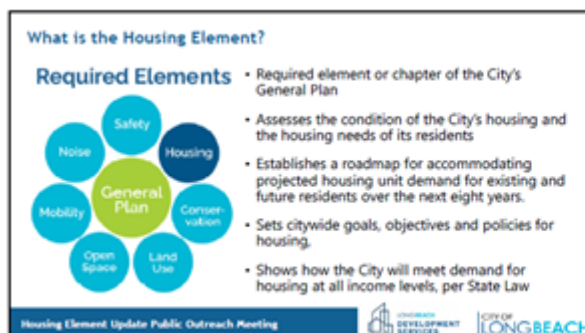 What is the Housing Element?
Required Elements
Safety
Housing
Noise
General
Plan
Mobility
Conser-
vation
Open
Space
Land
Use
• Required element or chapter of the City's
General Plan
• Assesses the condition of the City's housing and
the housing needs of its residents
• Establishes a roadmap for accommodating
projected housing unit demand for existing and
future residents over the next eight years.
• Sets citywide goals, objectives and policies for
housing,
• Shows how the City will meet demand for
housing at all income levels, per State Law
Housing Element Update Public Outreach Meeting
LONGBEACH
DEVELOPMENT
SERVICES
CITY OF
LONGBEACH